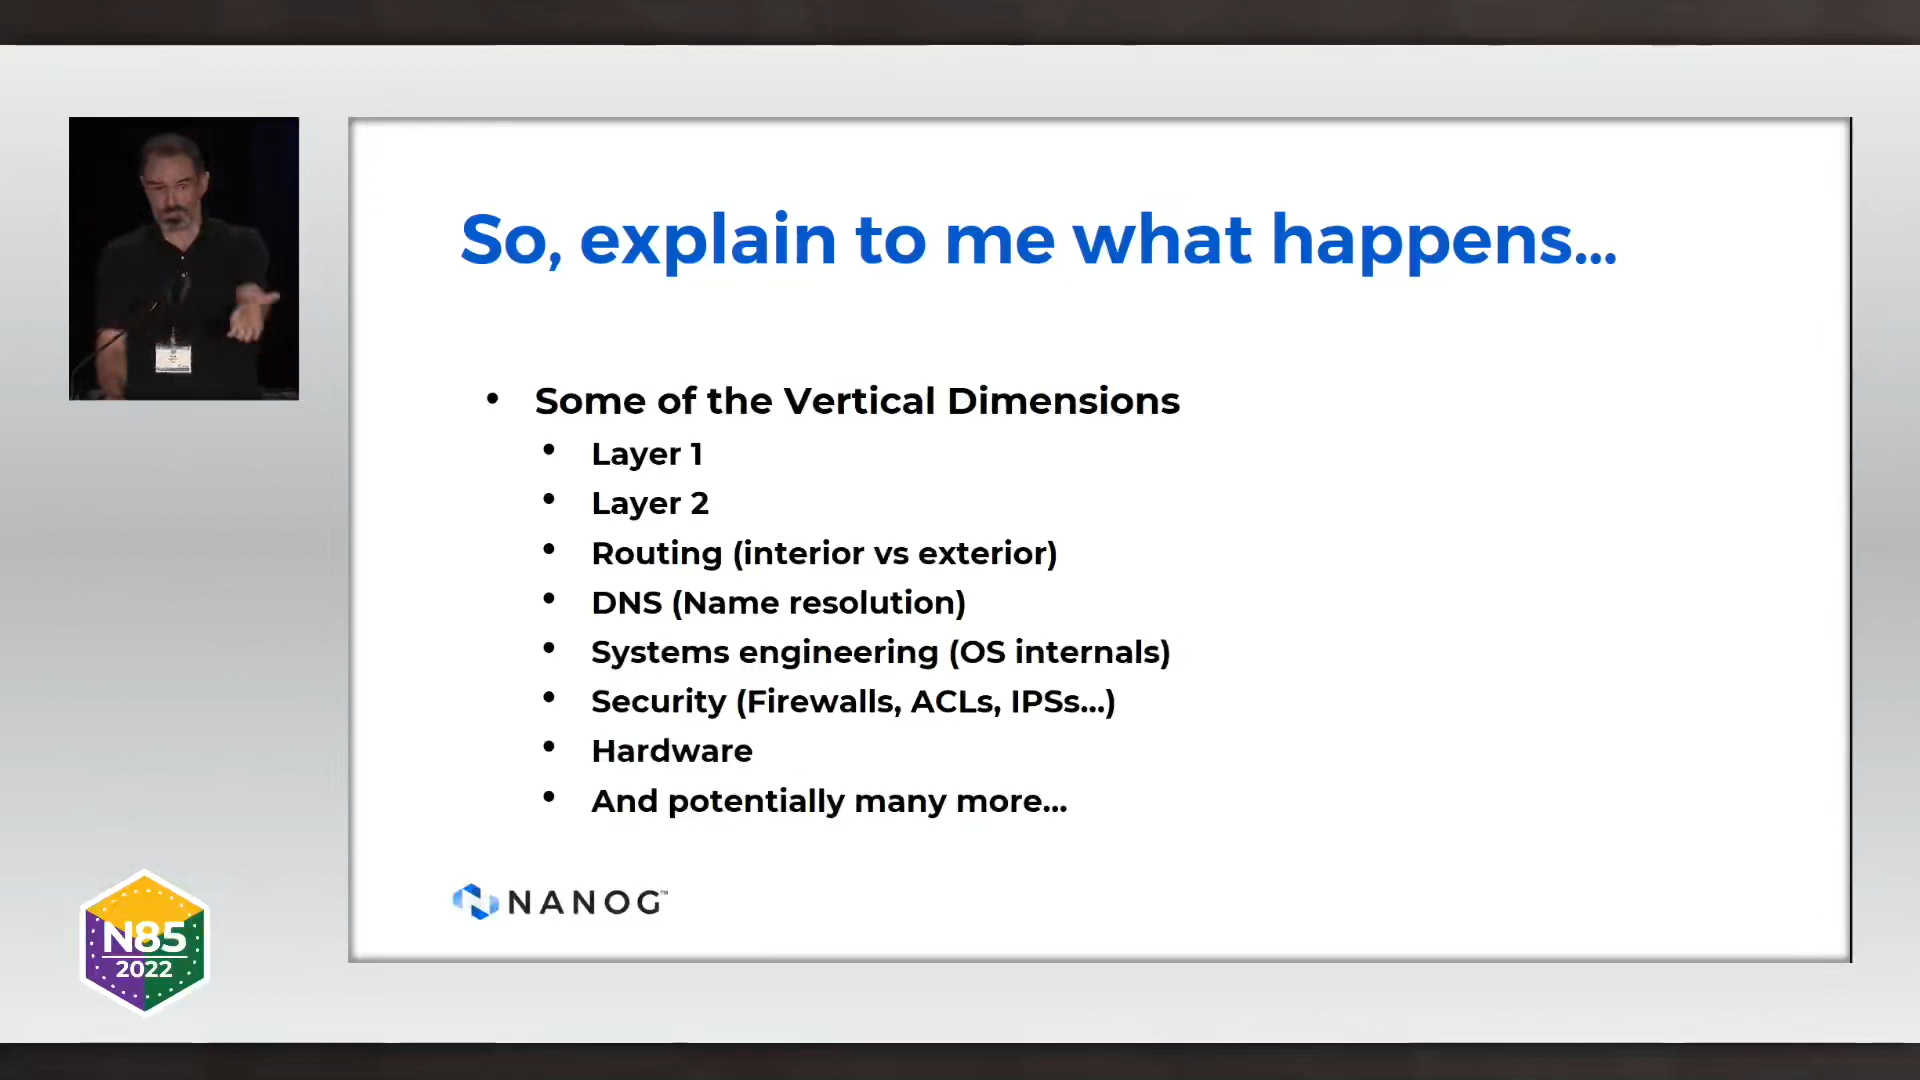 So, explain to me what happens...
• Some of the Vertical Dimensions
• Layer 1
• Layer 2
• Routing (interior vs exterior)
• DNS (Name resolution)
• Systems engineering (OS internals)
• Security (Firewalls, ACLs, IPSs...)
• Hardware
• And potentially many more...
NANOG™
N85
2022